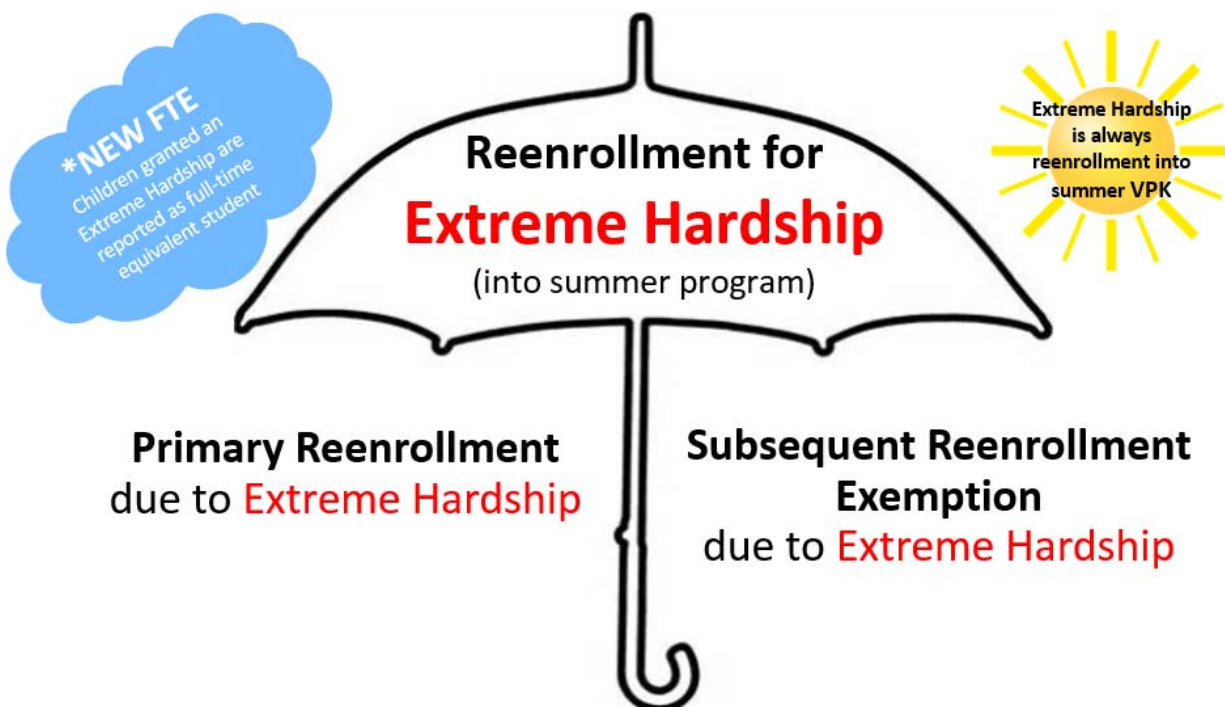 *NEW FTE
Children granted an
Extreme Hardship are
reported as full-time
equivalent student
Reenrollment for
Extreme Hardship
(into summer program)
Extreme Hardship
is always
reenrollment into
summer VPK
Primary Reenrollment
due to Extreme Hardship
Subsequent Reenrollment
Exemption
due to Extreme Hardship